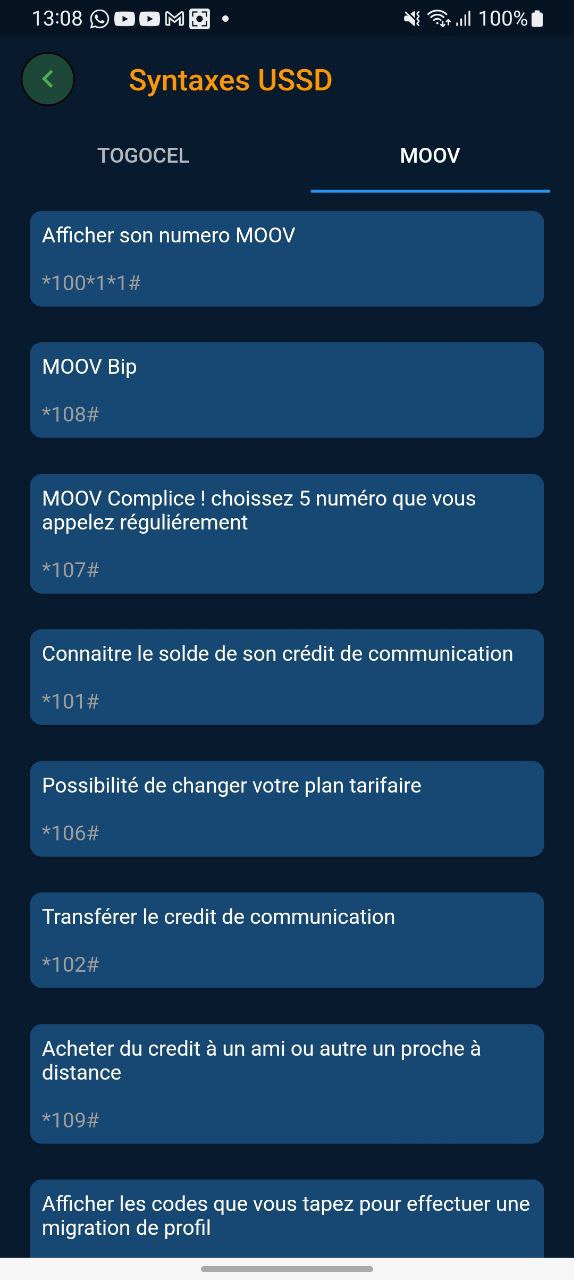 13:08 100%
Syntaxes USSD
TOGOCEL MOOV
Afficher son numero MOOV
*100*1*1#
MOOV Bip
*108#
MOOV Complice ! choissez 5 numéro que vous
appelez réguliérement
*107#
Connaitre le solde de son crédit de communication
*101#
Possibilité de changer votre plan tarifaire
*106#
Transférer le credit de communication
*102#
Acheter du credit à un ami ou autre un proche à
distance
*109#
Afficher les codes que vous tapez pour effectuer une
migration de profil